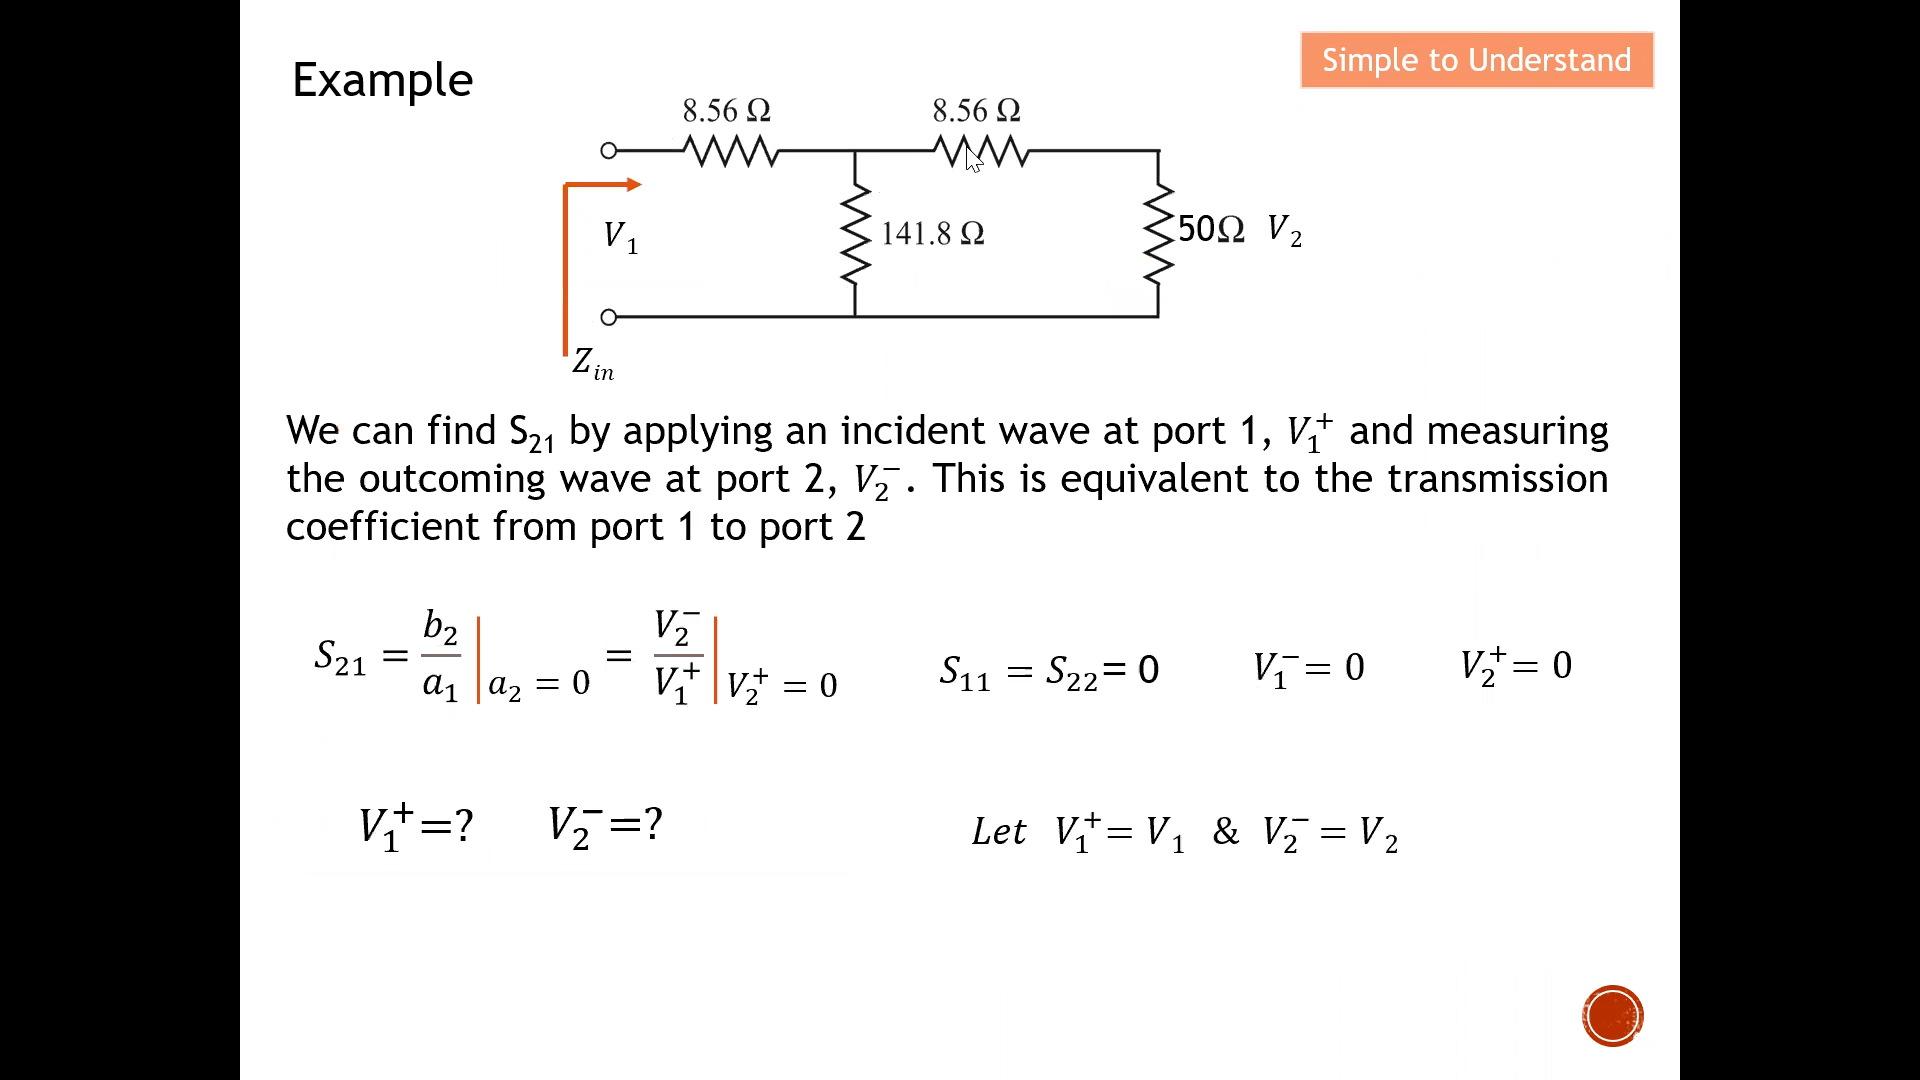 Example
Simple to Understand
8.56 Ω
8.56 Ω
V₁
141.8 Ω
50Ω V₂
Zᵢₙ
We can find S₂₁ by applying an incident wave at port 1, V₁⁺ and measuring
the outcoming wave at port 2, V₂⁻. This is equivalent to the transmission
coefficient from port 1 to port 2
S₂₁ = b₂/a₁ | a₂ = 0 = V₂⁻/V₁⁺ | V₂⁺ = 0
S₁₁ = S₂₂= 0
V₁⁻= 0
V₂⁺= 0
V₁⁺=?
V₂⁻=?
Let V₁⁺= V₁ & V₂⁻ = V₂